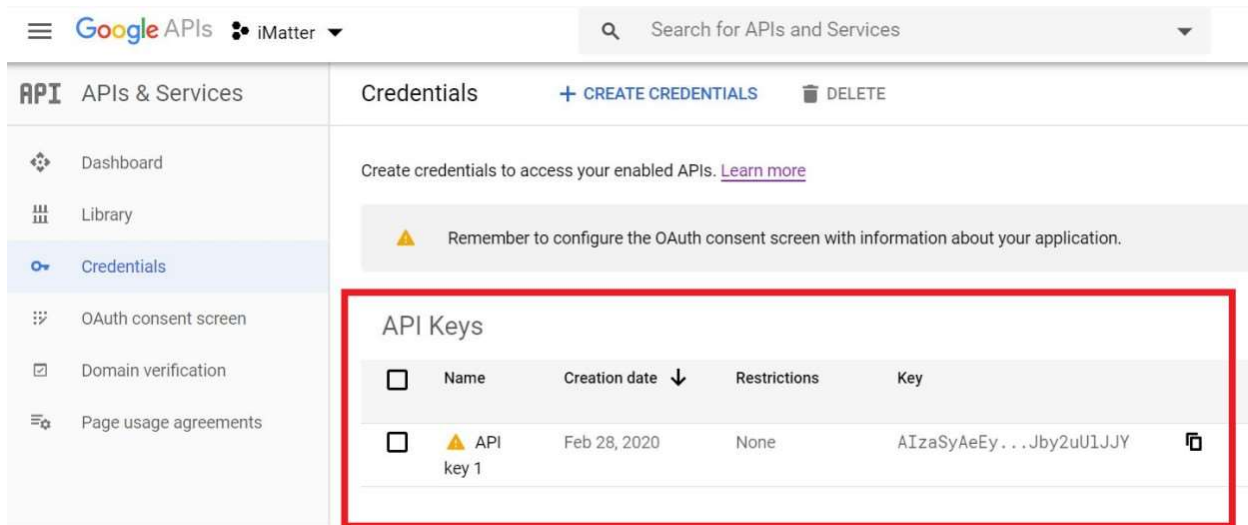 Google APIs iMatter Search for APIs and Services
API APIs & Services
Credentials + CREATE CREDENTIALS DELETE
Dashboard
Library
Credentials
OAuth consent screen
Domain verification
Page usage agreements
Create credentials to access your enabled APIs. Learn more
Remember to configure the OAuth consent screen with information about your application.
API Keys
Name Creation date Restrictions Key
API Feb 28, 2020 None AIzaSyAeEy...Jby2uUlJJY
key 1